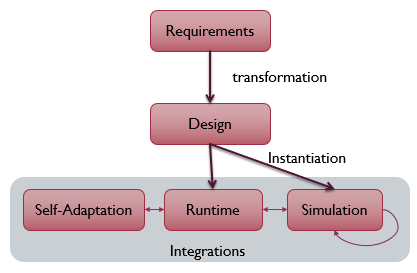 Requirements
transformation
Design
Instantiation
Self-Adaptation
Runtime
Simulation
Integrations